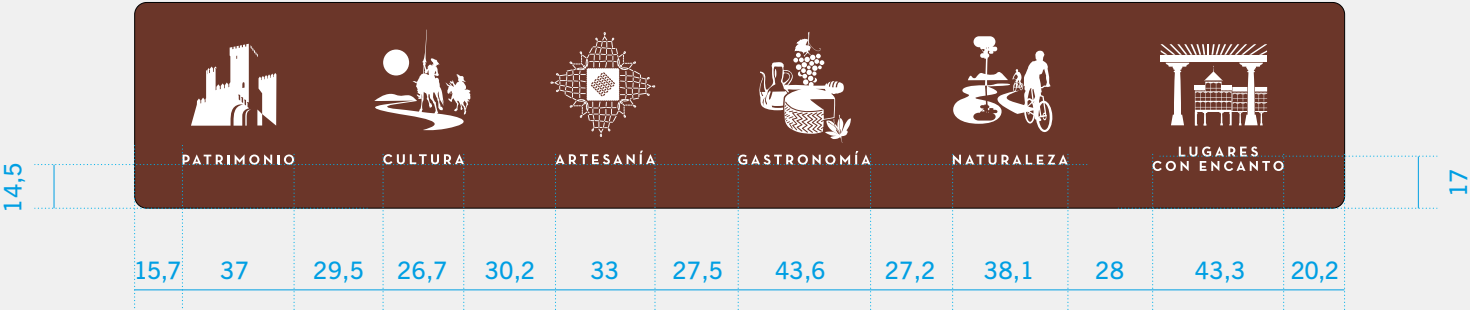 PATRIMONIO
CULTURA
ARTESANÍA
GASTRONOMÍA
NATURALEZA
LUGARES
CON ENCANTO
14,5
17
15,7
37
29,5
26,7
30,2
33
27,5
43,6
27,2
38,1
28
43,3
20,2